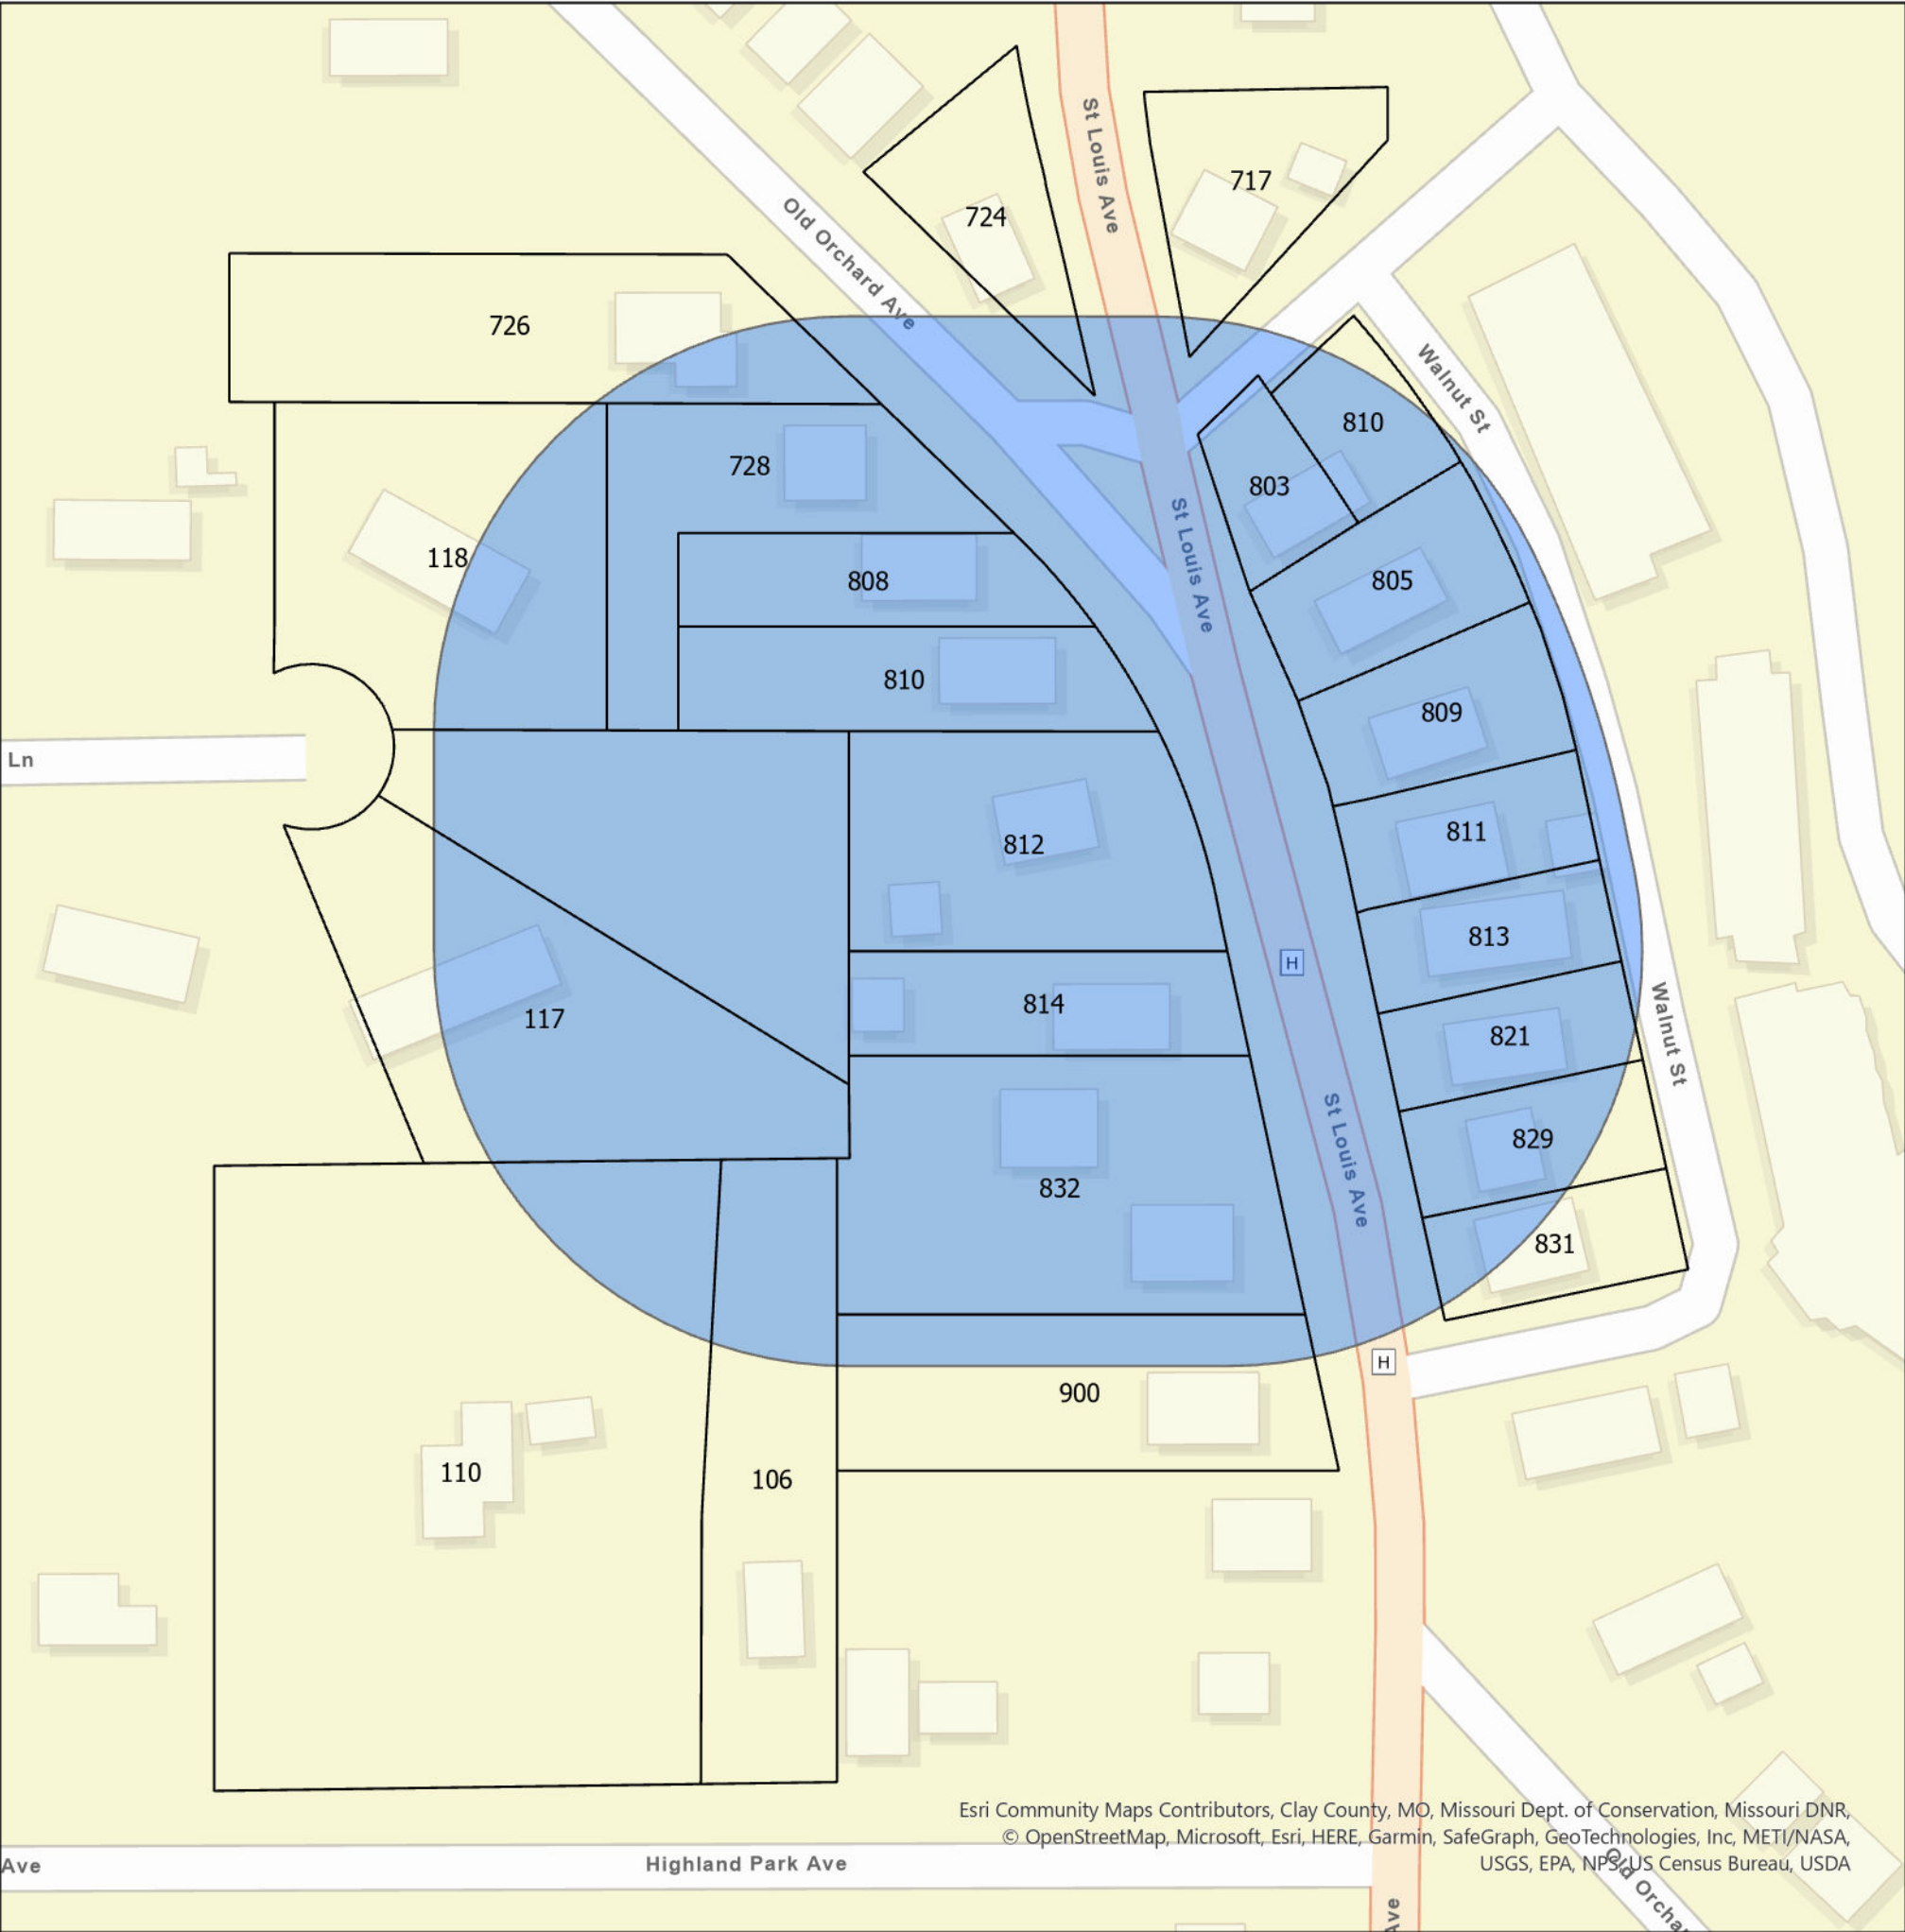 St Louis Ave
717
724
Old Orchard Ave
726
Walnut St
810
728
803
St Louis Ave
118
808
805
810
809
Ln
812
811
813
H
814
117
821
Walnut St
829
832
St Louis Ave
831
H
900
110
106
Esri Community Maps Contributors, Clay County, MO, Missouri Dept. of Conservation, Missouri DNR,
© OpenStreetMap, Microsoft, Esri, HERE, Garmin, SafeGraph, GeoTechnologies, Inc, METI/NASA,
USGS, EPA, NPS, US Census Bureau, USDA
Ave
Highland Park Ave
Old Orchar
Ave